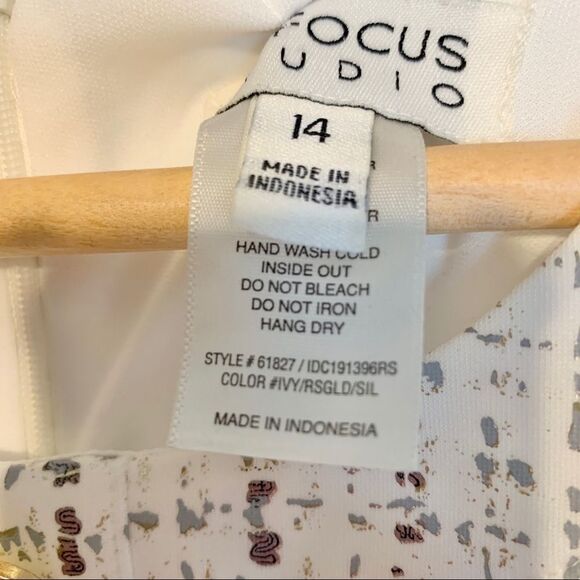 FOCUS
UDIO
14
MADE IN
INDONESIA
R
R
HAND WASH COLD
INSIDE OUT
DO NOT BLEACH
DO NOT IRON
HANG DRY
STYLE # 61827 / IDC191396RS
COLOR #IVY/RSGLD/SIL
MADE IN INDONESIA